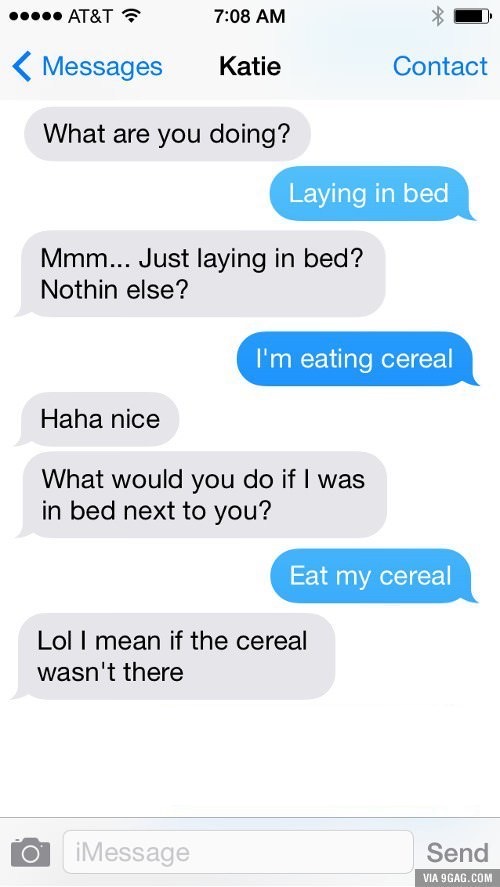 AT&T 7:08 AM
Messages Katie Contact
What are you doing?
Laying in bed
Mmm... Just laying in bed?
Nothin else?
I'm eating cereal
Haha nice
What would you do if I was
in bed next to you?
Eat my cereal
Lol I mean if the cereal
wasn't there
iMessage Send
VIA 9GAG.COM